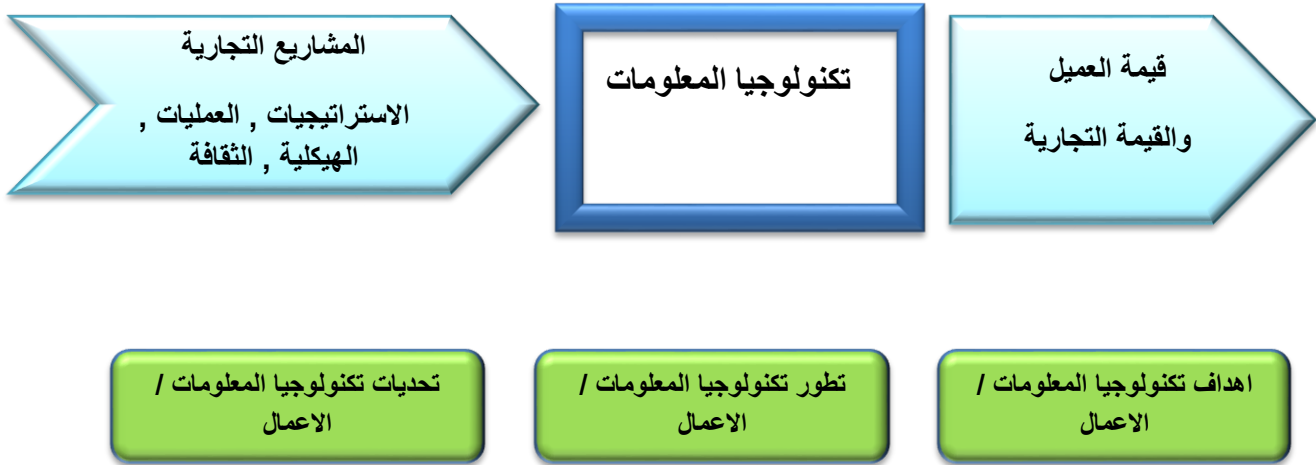 المشاريع التجارية
الاستراتيجيات , العمليات ,
الهيكلية , الثقافة
تكنولوجيا المعلومات
قيمة العميل
والقيمة التجارية
تحديات تكنولوجيا المعلومات /
الاعمال
تطور تكنولوجيا المعلومات /
الاعمال
اهداف تكنولوجيا المعلومات /
الاعمال